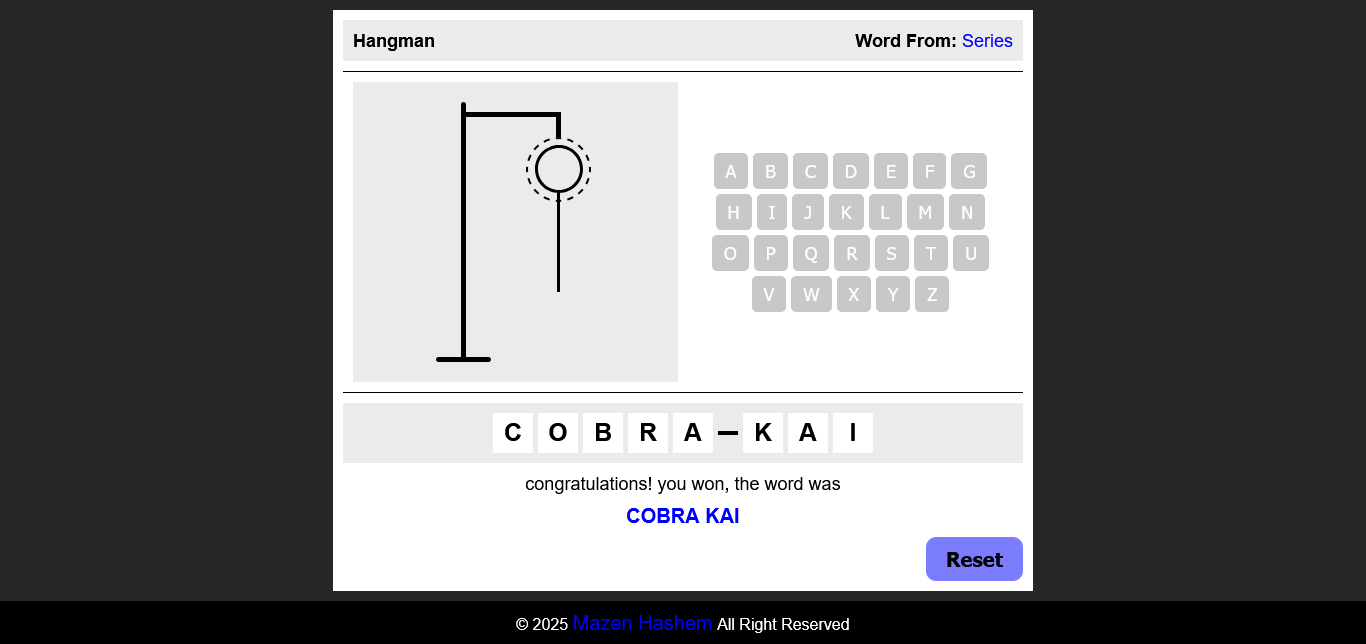 Hangman Word From: Series
A B C D E F G
H I J K L M N
O P Q R S T U
V W X Y Z
C O B R A – K A I
congratulations! you won, the word was
COBRA KAI
Reset
© 2025 Mazen Hashem All Right Reserved